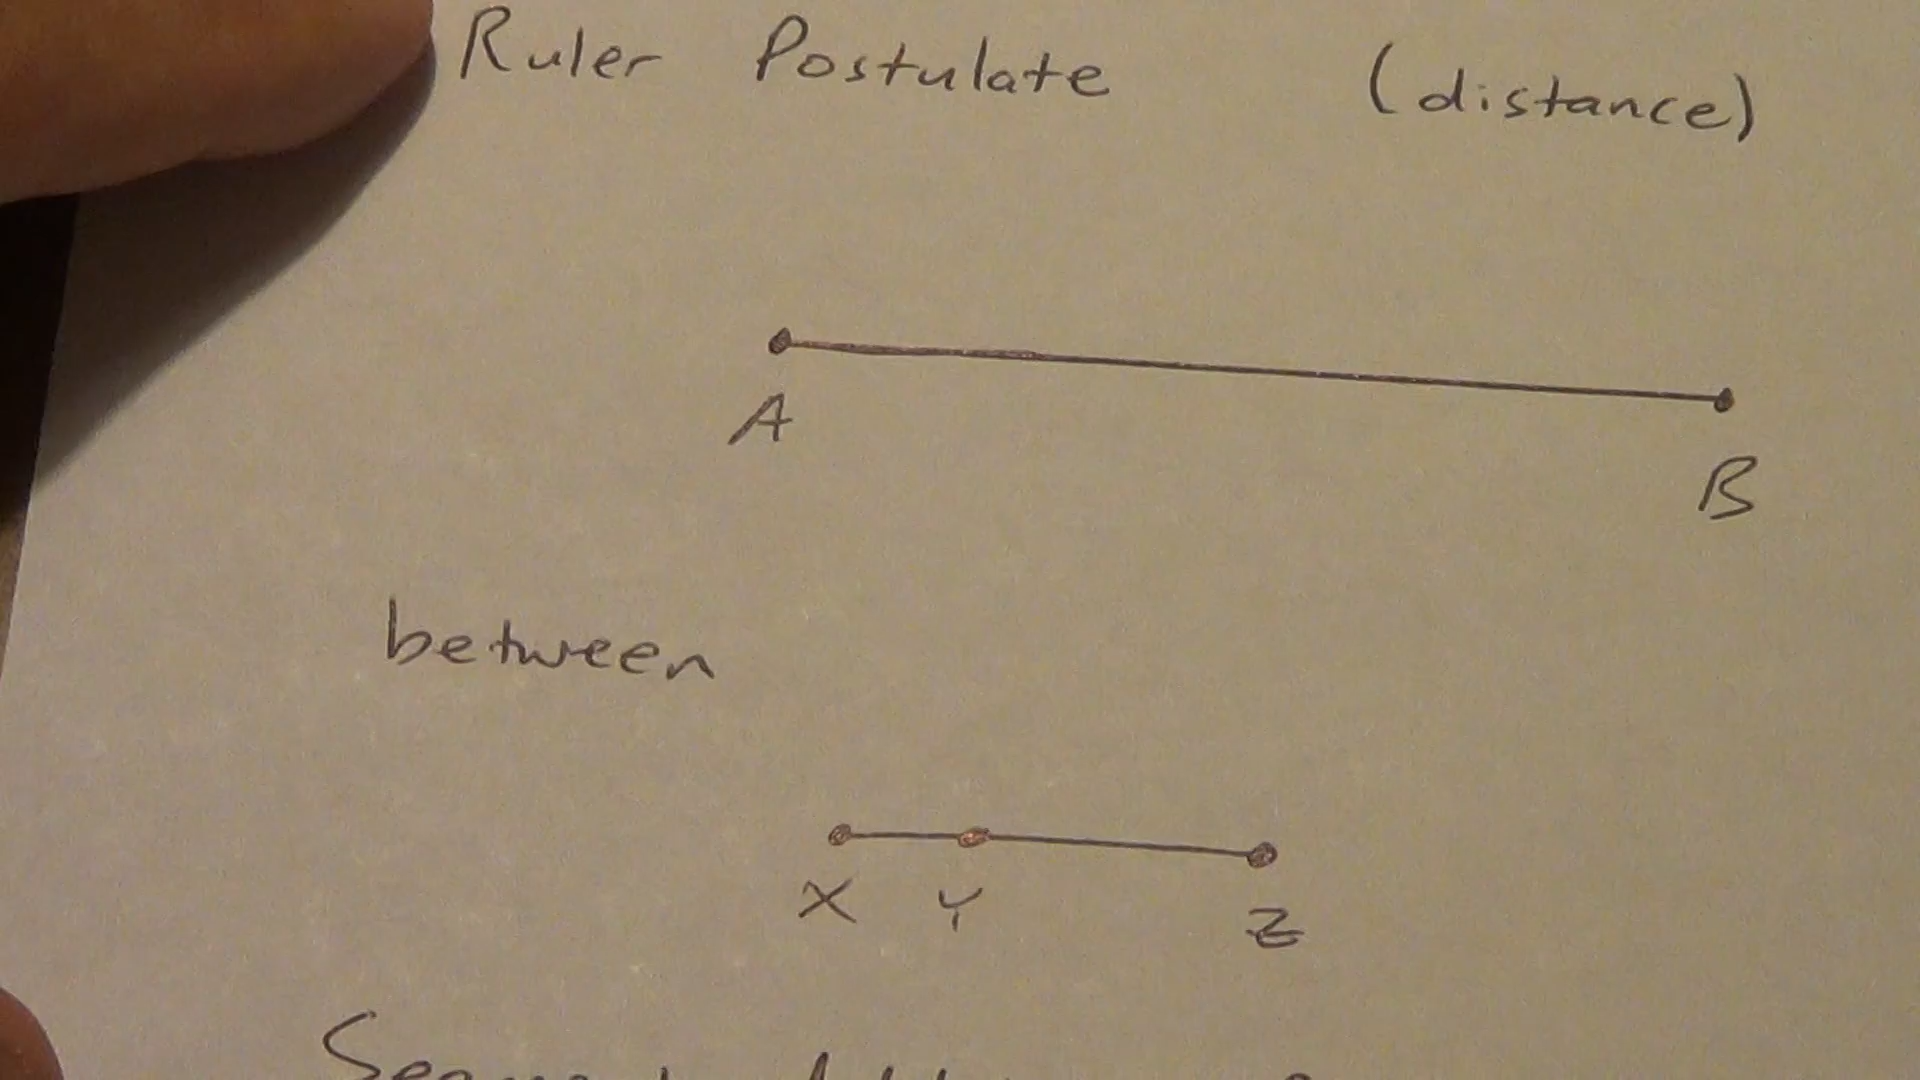 Ruler Postulate (distance)
A
B
between
X Y Z